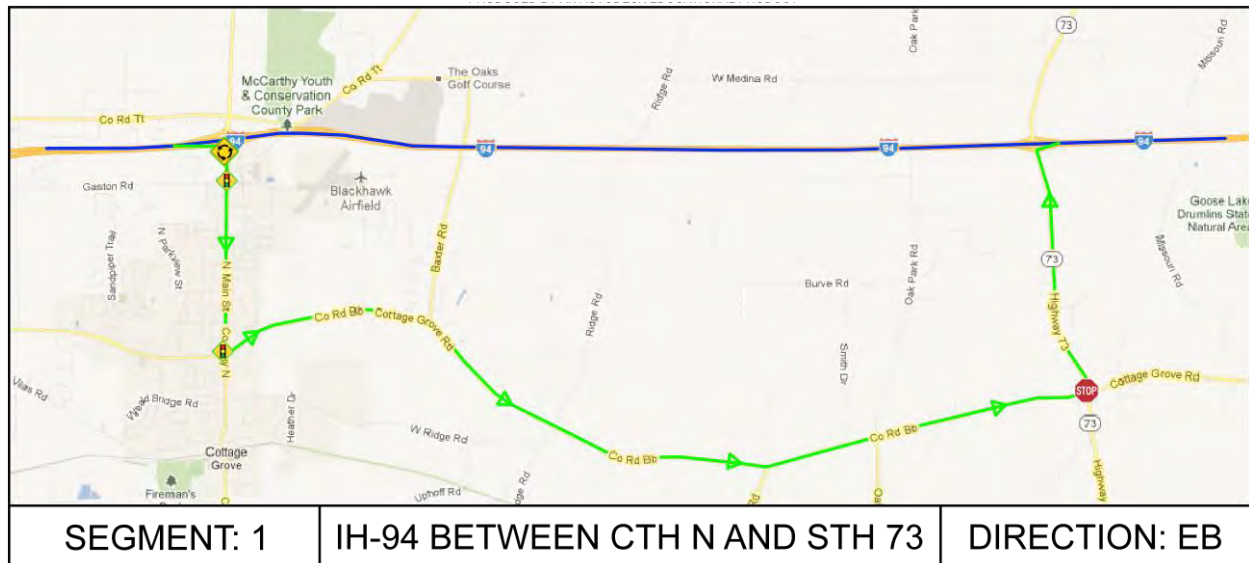 73
Oak Park
Missouri Rd
The Oaks
Golf Course
W Medina Rd
Ridge Rd
Co Rd Tt
McCarthy Youth
& Conservation
County Park
Co Rd Tt
94
94
94
94
Gaston Rd
Blackhawk
Airfield
Goose Lake
Drumlins State
Natural Area
Sandpiper Trail
N Parkview St
N Main St
Baxter Rd
Oak Park Rd
Missouri Rd
73
Burve Rd
Ridge Rd
Highway 73
Co Rd Bb
Cottage Grove Rd
Smith Dr
Vilas Rd
Weald Bridge Rd
Heather Dr
STOP
Cottage Grove Rd
W Ridge Rd
Co Rd Bb
73
Cottage
Grove
Co Rd Bb
Highway
Uphoff Rd
Rd
Fireman's
SEGMENT: 1
IH-94 BETWEEN CTH N AND STH 73
DIRECTION: EB